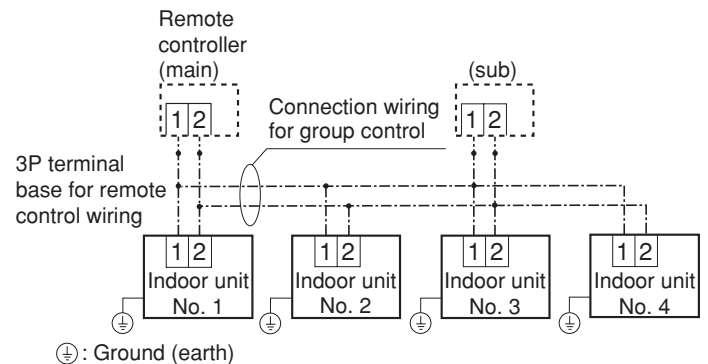 Remote
controller
(main)
(sub)
1 2
1 2
Connection wiring
for group control
3P terminal
base for remote
control wiring
1 2
Indoor unit
No. 1
1 2
Indoor unit
No. 2
1 2
Indoor unit
No. 3
1 2
Indoor unit
No. 4
: Ground (earth)